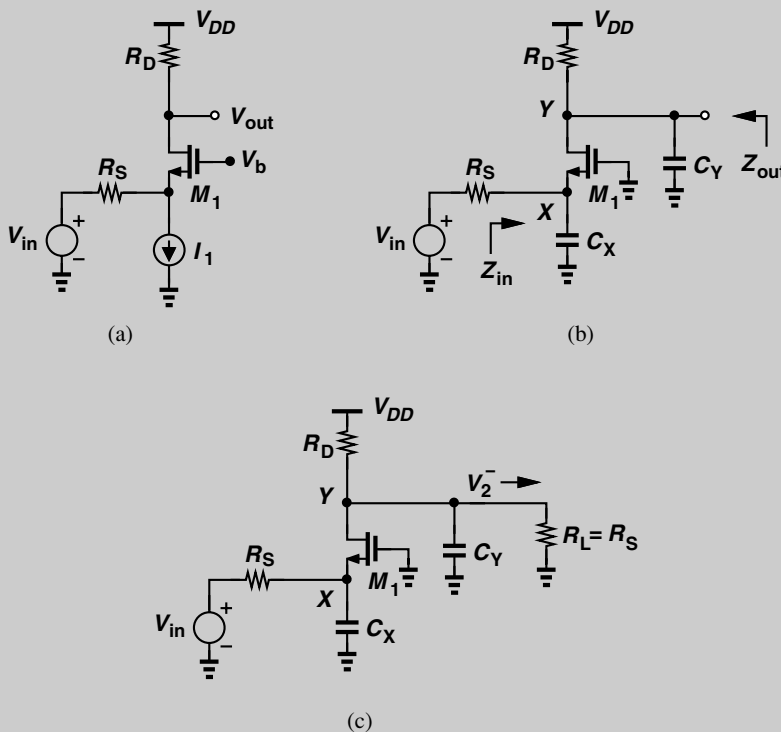 V_DD
R_D
V_out
V_b
R_S
M_1
V_in
+
−
I_1
(a)
V_DD
R_D
Y
R_S
M_1
C_Y
Z_out
X
V_in
+
−
Z_in
C_X
(b)
V_DD
R_D
Y
V_2^−
R_S
M_1
C_Y
R_L = R_S
X
V_in
+
−
C_X
(c)